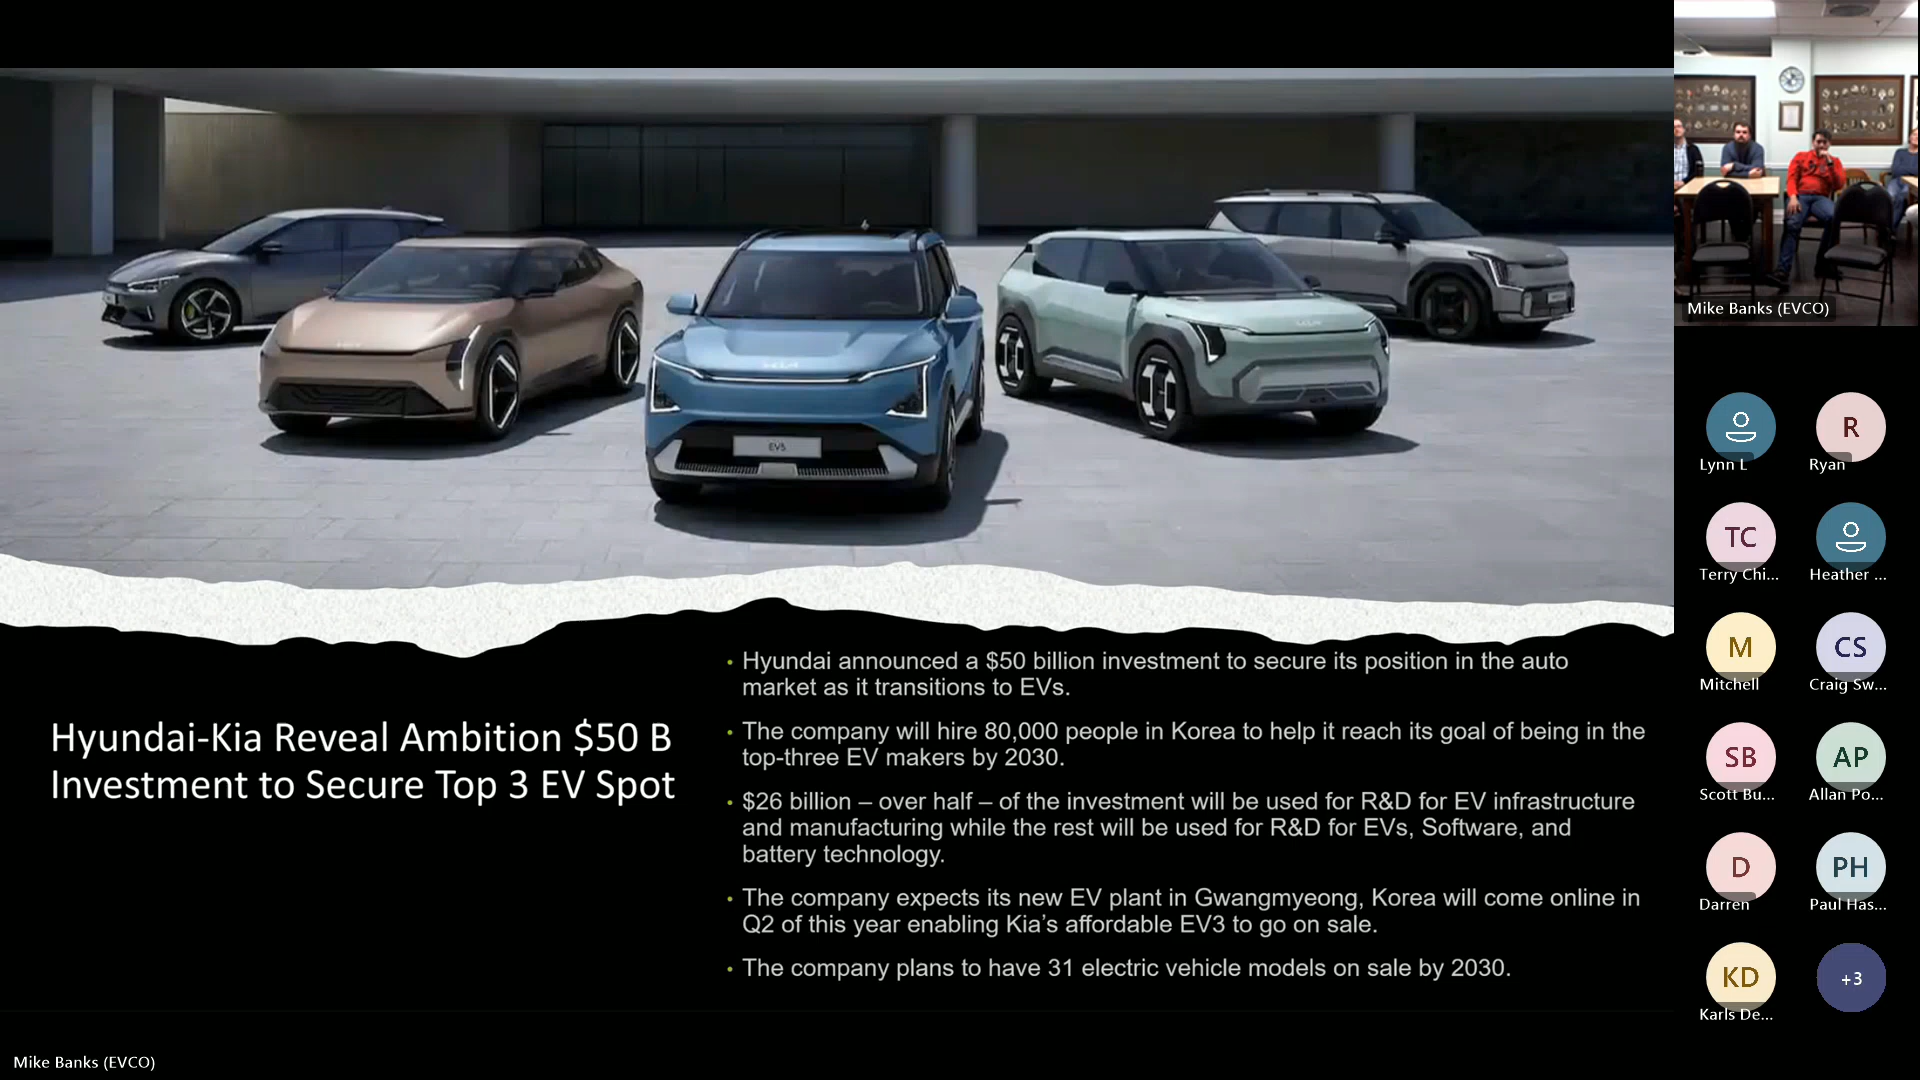 Mike Banks (EVCO)
EV5
Hyundai-Kia Reveal Ambition $50 B
Investment to Secure Top 3 EV Spot
• Hyundai announced a $50 billion investment to secure its position in the auto
market as it transitions to EVs.
• The company will hire 80,000 people in Korea to help it reach its goal of being in the
top-three EV makers by 2030.
• $26 billion – over half – of the investment will be used for R&D for EV infrastructure
and manufacturing while the rest will be used for R&D for EVs, Software, and
battery technology.
• The company expects its new EV plant in Gwangmyeong, Korea will come online in
Q2 of this year enabling Kia’s affordable EV3 to go on sale.
• The company plans to have 31 electric vehicle models on sale by 2030.
Lynn L
R
Ryan
TC
Terry Chi...
Heather ...
M
Mitchell
CS
Craig Sw...
SB
Scott Bu...
AP
Allan Po...
D
Darren
PH
Paul Has...
KD
Karls De...
+3
Mike Banks (EVCO)